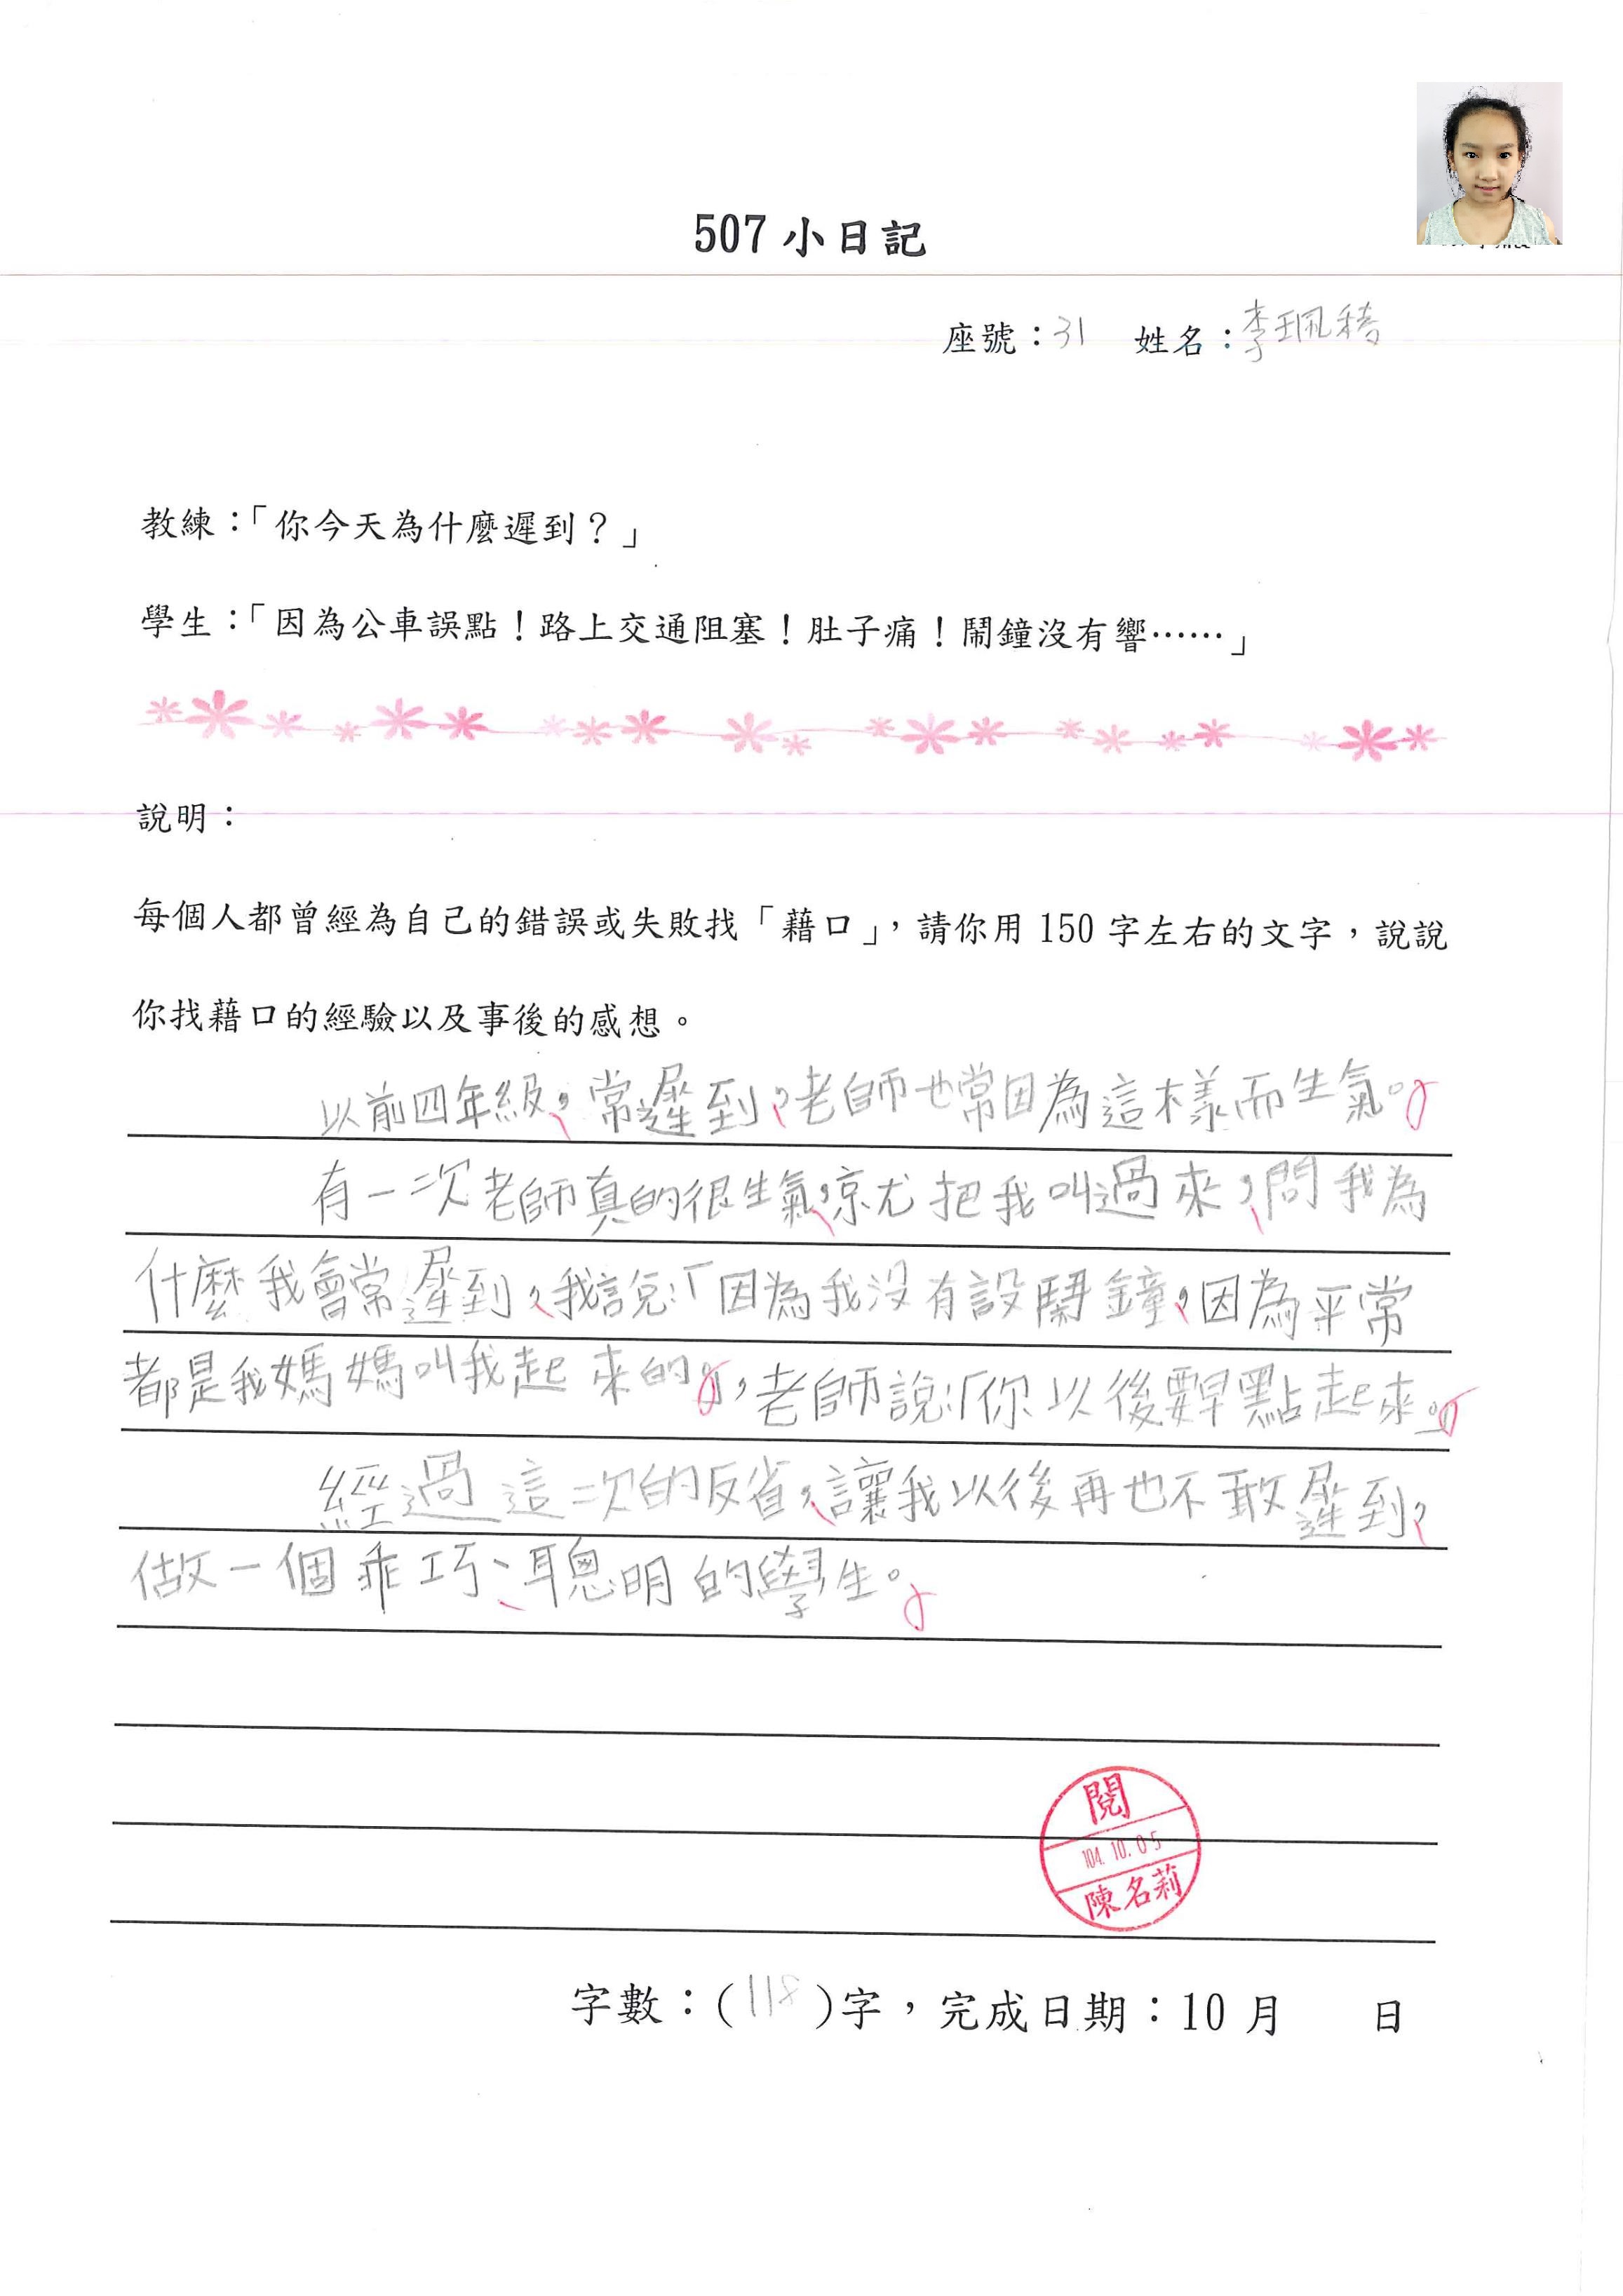 507 小日記
座號：31 姓名：李珮
教練：「你今天為什麼遲到？」
學生：「因為公車誤點！路上交通阻塞！肚子痛！鬧鐘沒有響……」
說明：
每個人都曾經為自己的錯誤或失敗找「藉口」，請你用 150 字左右的文字，說說
你找藉口的經驗以及事後的感想。
以前四年級，常遲到，老師也常因為這樣而生氣。
有一次老師真的很生氣，就把我叫過來，問我為
什麼我會常遲到，我說：「因為我沒有設鬧鐘，因為平常
都是我媽媽叫我起來的。」，老師說：「你以後要早點起來。」
經過這一次的反省，讓我以後再也不敢遲到，
做一個乖巧、聰明的學生。
閱
104.10.05
陳名莉
字數：(118)字，完成日期：10 月 日